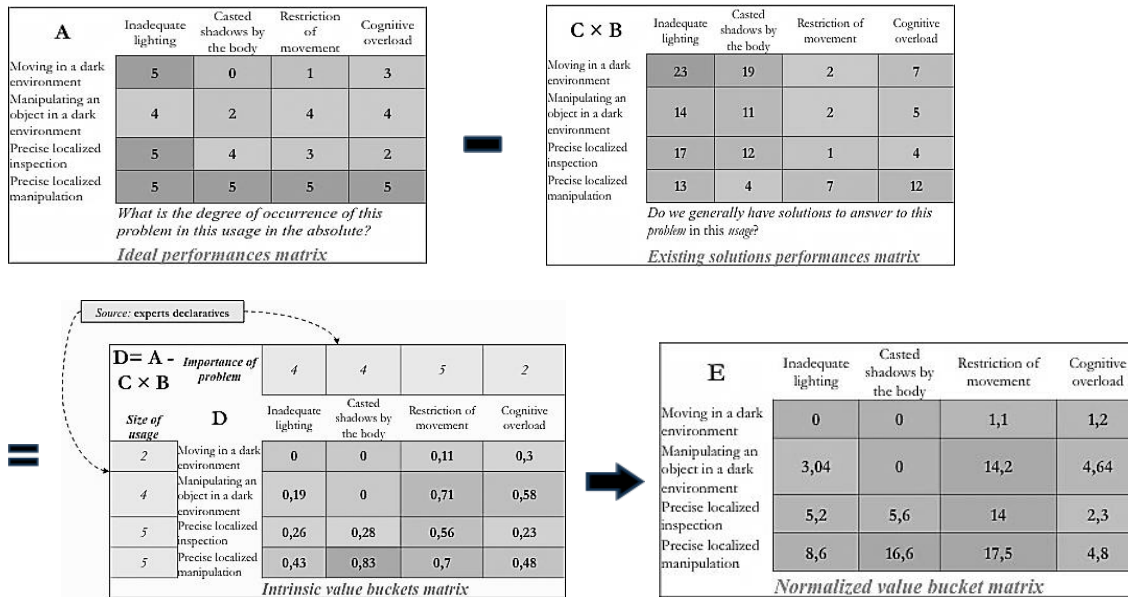 A
Inadequate lighting
Casted shadows by the body
Restriction of movement
Cognitive overload
Moving in a dark environment
5 0 1 3
Manipulating an object in a dark environment
4 2 4 4
Precise localized inspection
5 4 3 2
Precise localized manipulation
5 5 5 5
What is the degree of occurrence of this
problem in this usage in the absolute?
Ideal performances matrix
C × B
Inadequate lighting
Casted shadows by the body
Restriction of movement
Cognitive overload
Moving in a dark environment
23 19 2 7
Manipulating an object in a dark environment
14 11 2 5
Precise localized inspection
17 12 1 4
Precise localized manipulation
13 4 7 12
Do we generally have solutions to answer to this
problem in this usage?
Existing solutions performances matrix
Source: experts declaratives
D= A -
C × B
Importance of
problem
4 4 5 2
Size of
usage
D
Inadequate lighting
Casted shadows by the body
Restriction of movement
Cognitive overload
2 Moving in a dark environment
0 0 0,11 0,3
4 Manipulating an object in a dark environment
0,19 0 0,71 0,58
5 Precise localized inspection
0,26 0,28 0,56 0,23
5 Precise localized manipulation
0,43 0,83 0,7 0,48
Intrinsic value buckets matrix
E
Inadequate lighting
Casted shadows by the body
Restriction of movement
Cognitive overload
Moving in a dark environment
0 0 1,1 1,2
Manipulating an object in a dark environment
3,04 0 14,2 4,64
Precise localized inspection
5,2 5,6 14 2,3
Precise localized manipulation
8,6 16,6 17,5 4,8
Normalized value bucket matrix